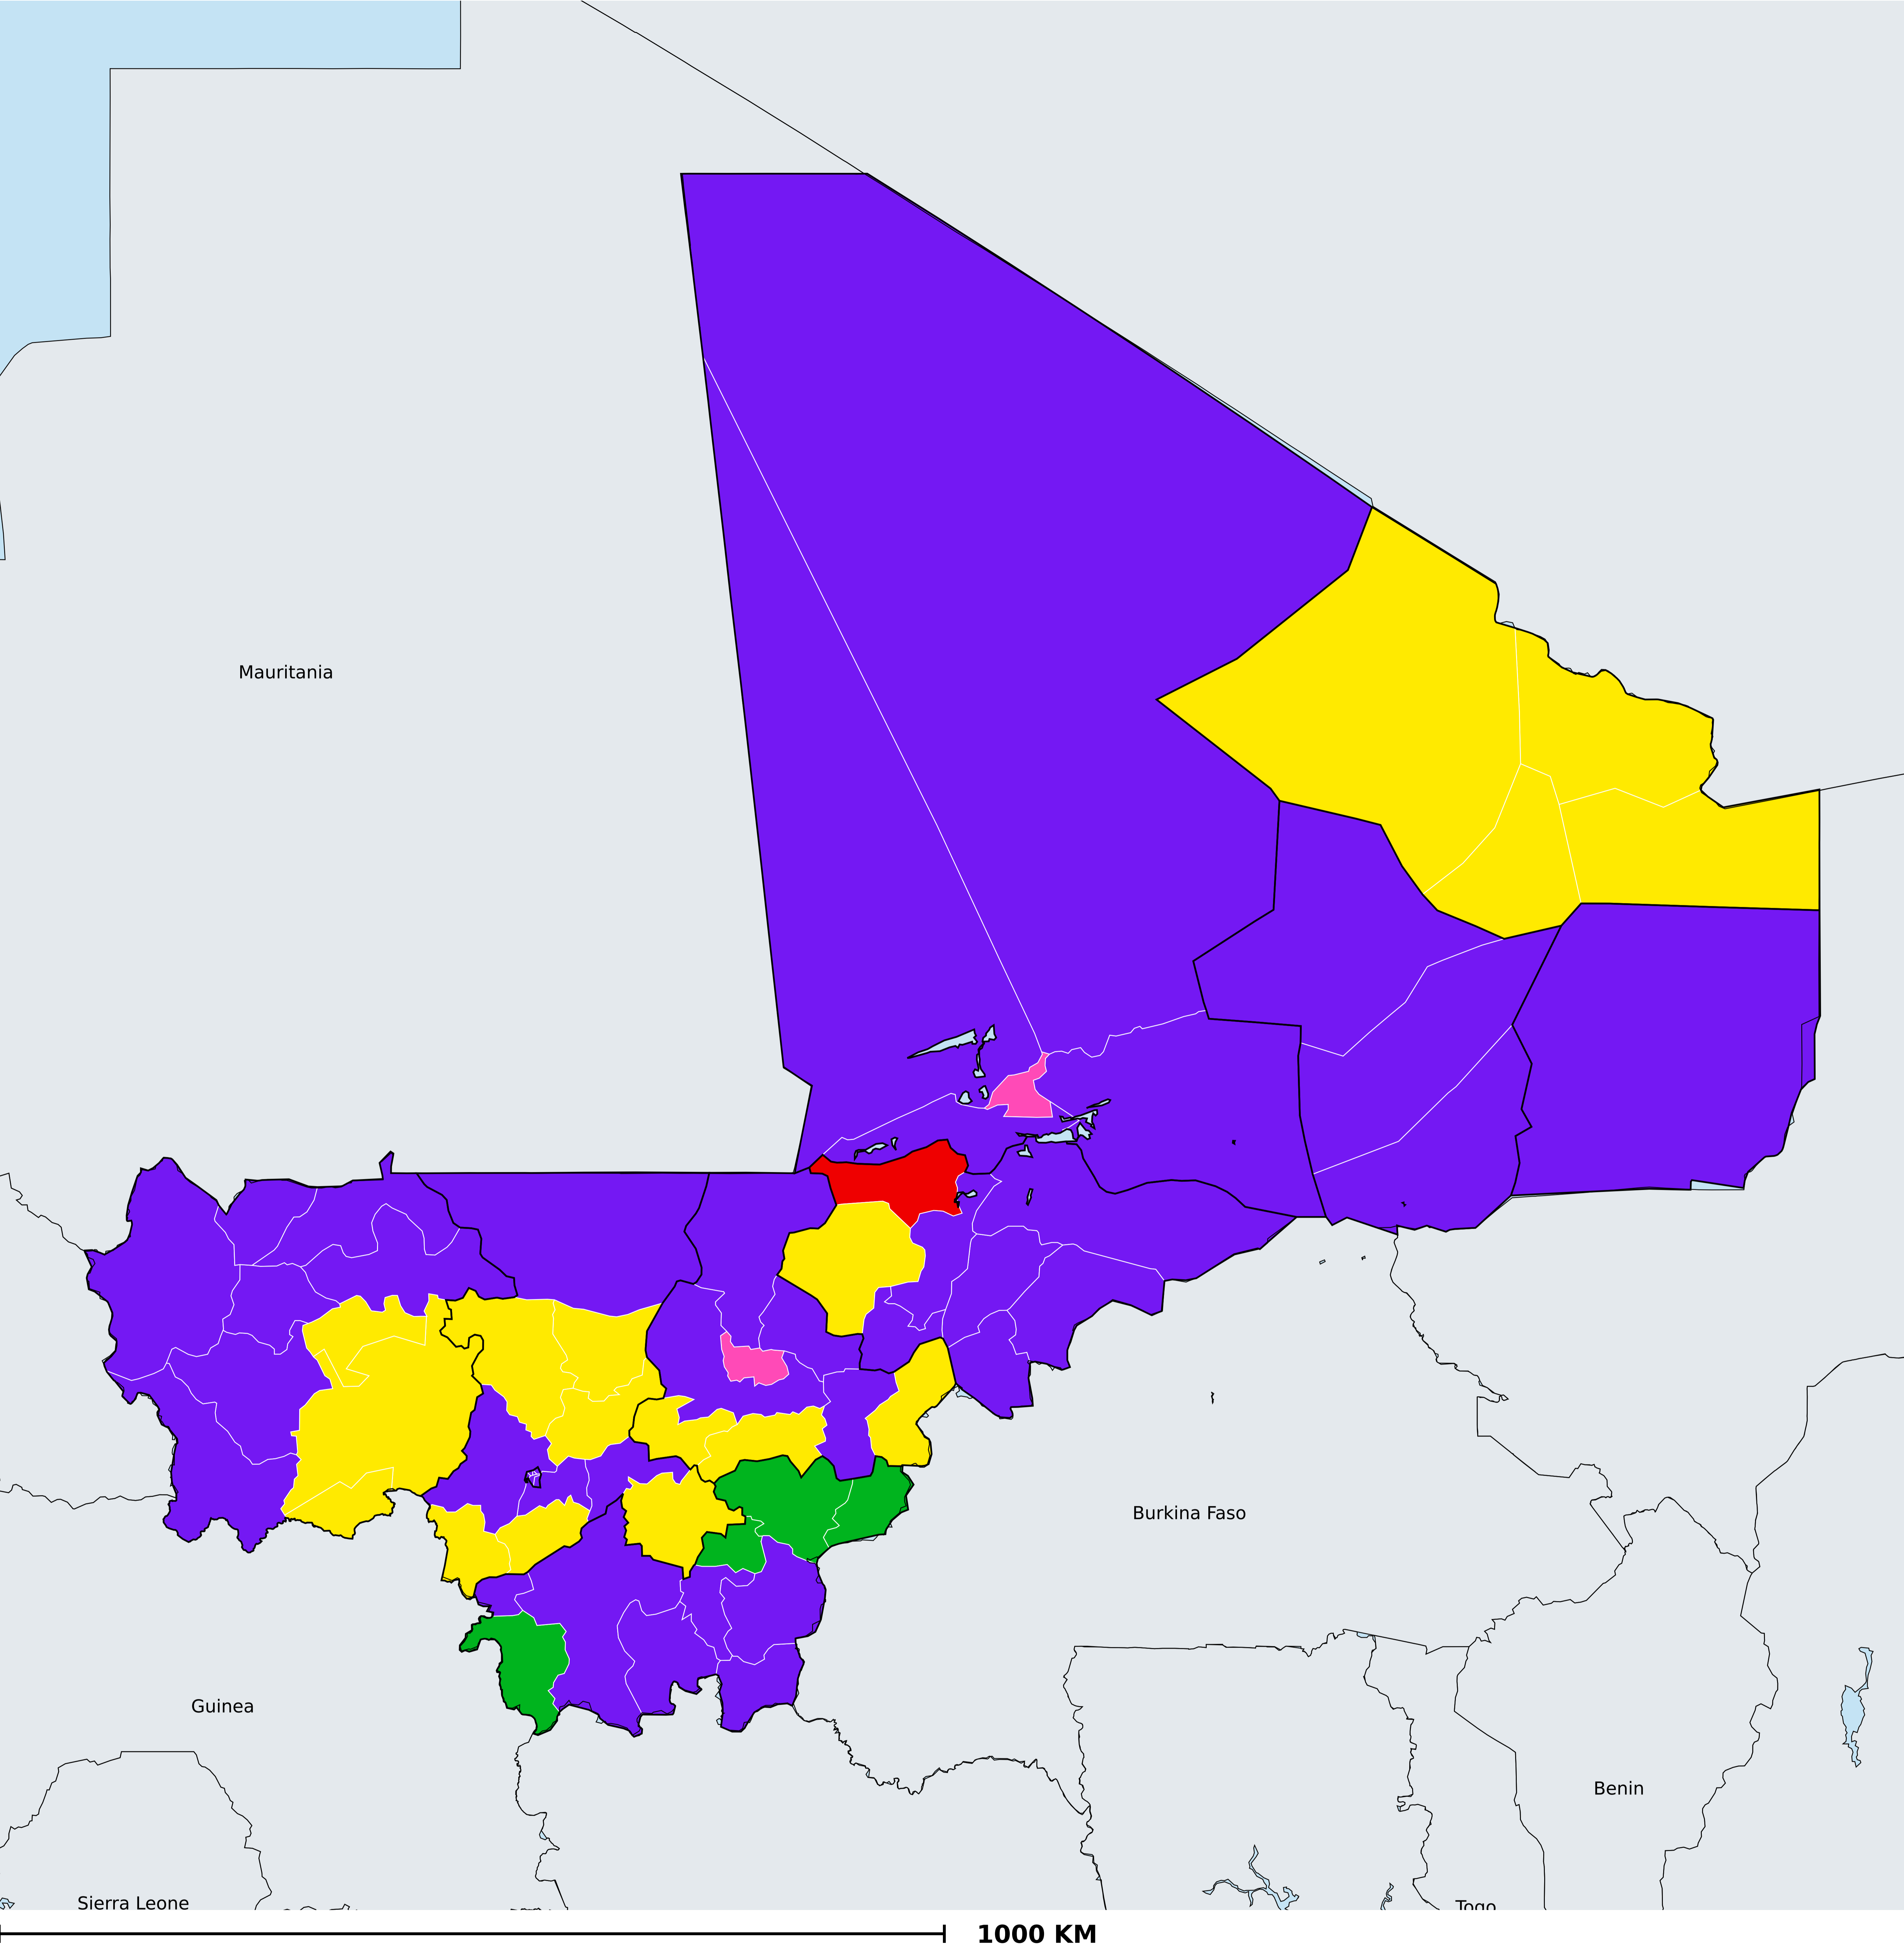 Mauritania
Burkina Faso
Guinea
Benin
Sierra Leone
Togo
1000 KM